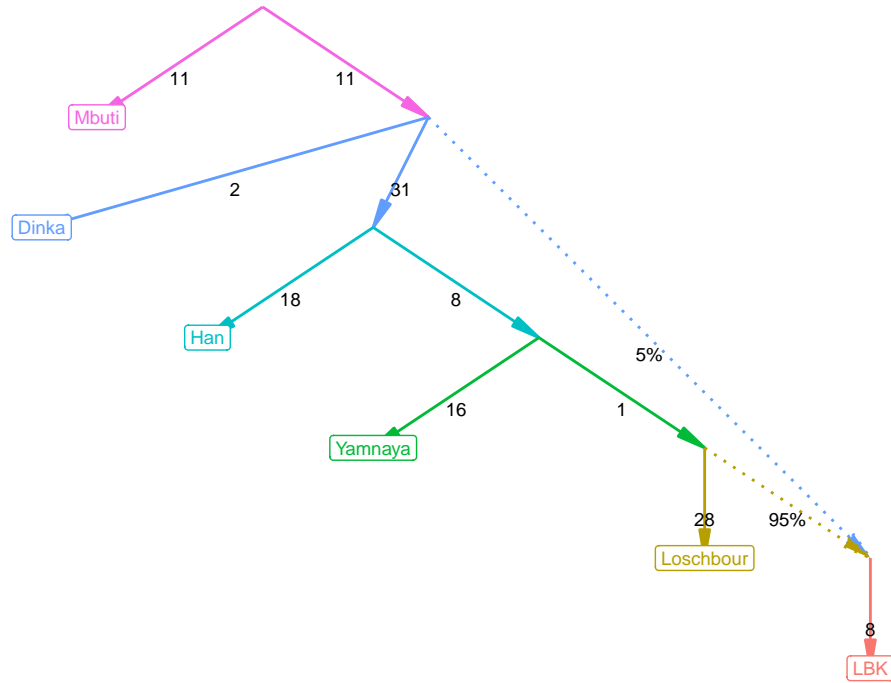 11
11
Mbuti
2
31
Dinka
18
8
Han
5%
16
1
Yamnaya
28
95%
Loschbour
8
LBK